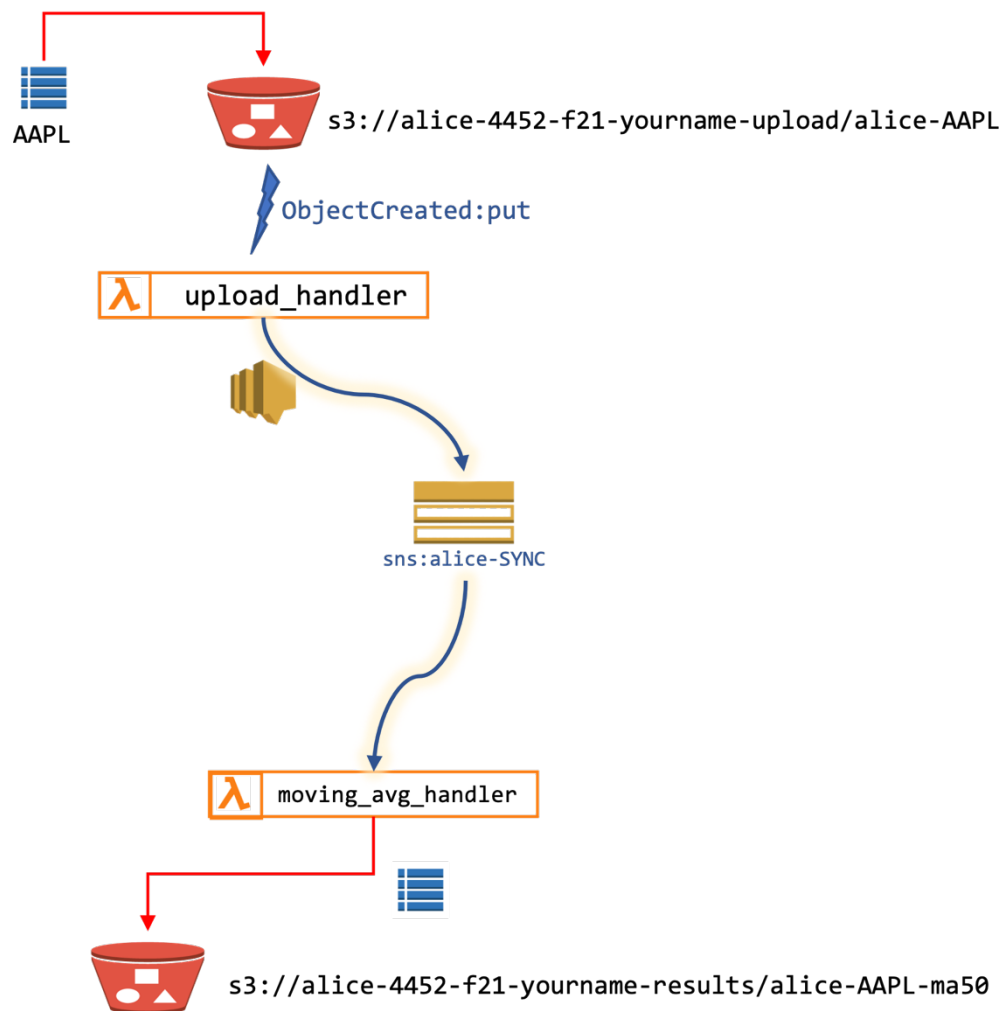 AAPL
s3://alice-4452-f21-yourname-upload/alice-AAPL
ObjectCreated:put
λ
upload_handler
sns:alice-SYNC
λ
moving_avg_handler
s3://alice-4452-f21-yourname-results/alice-AAPL-ma50